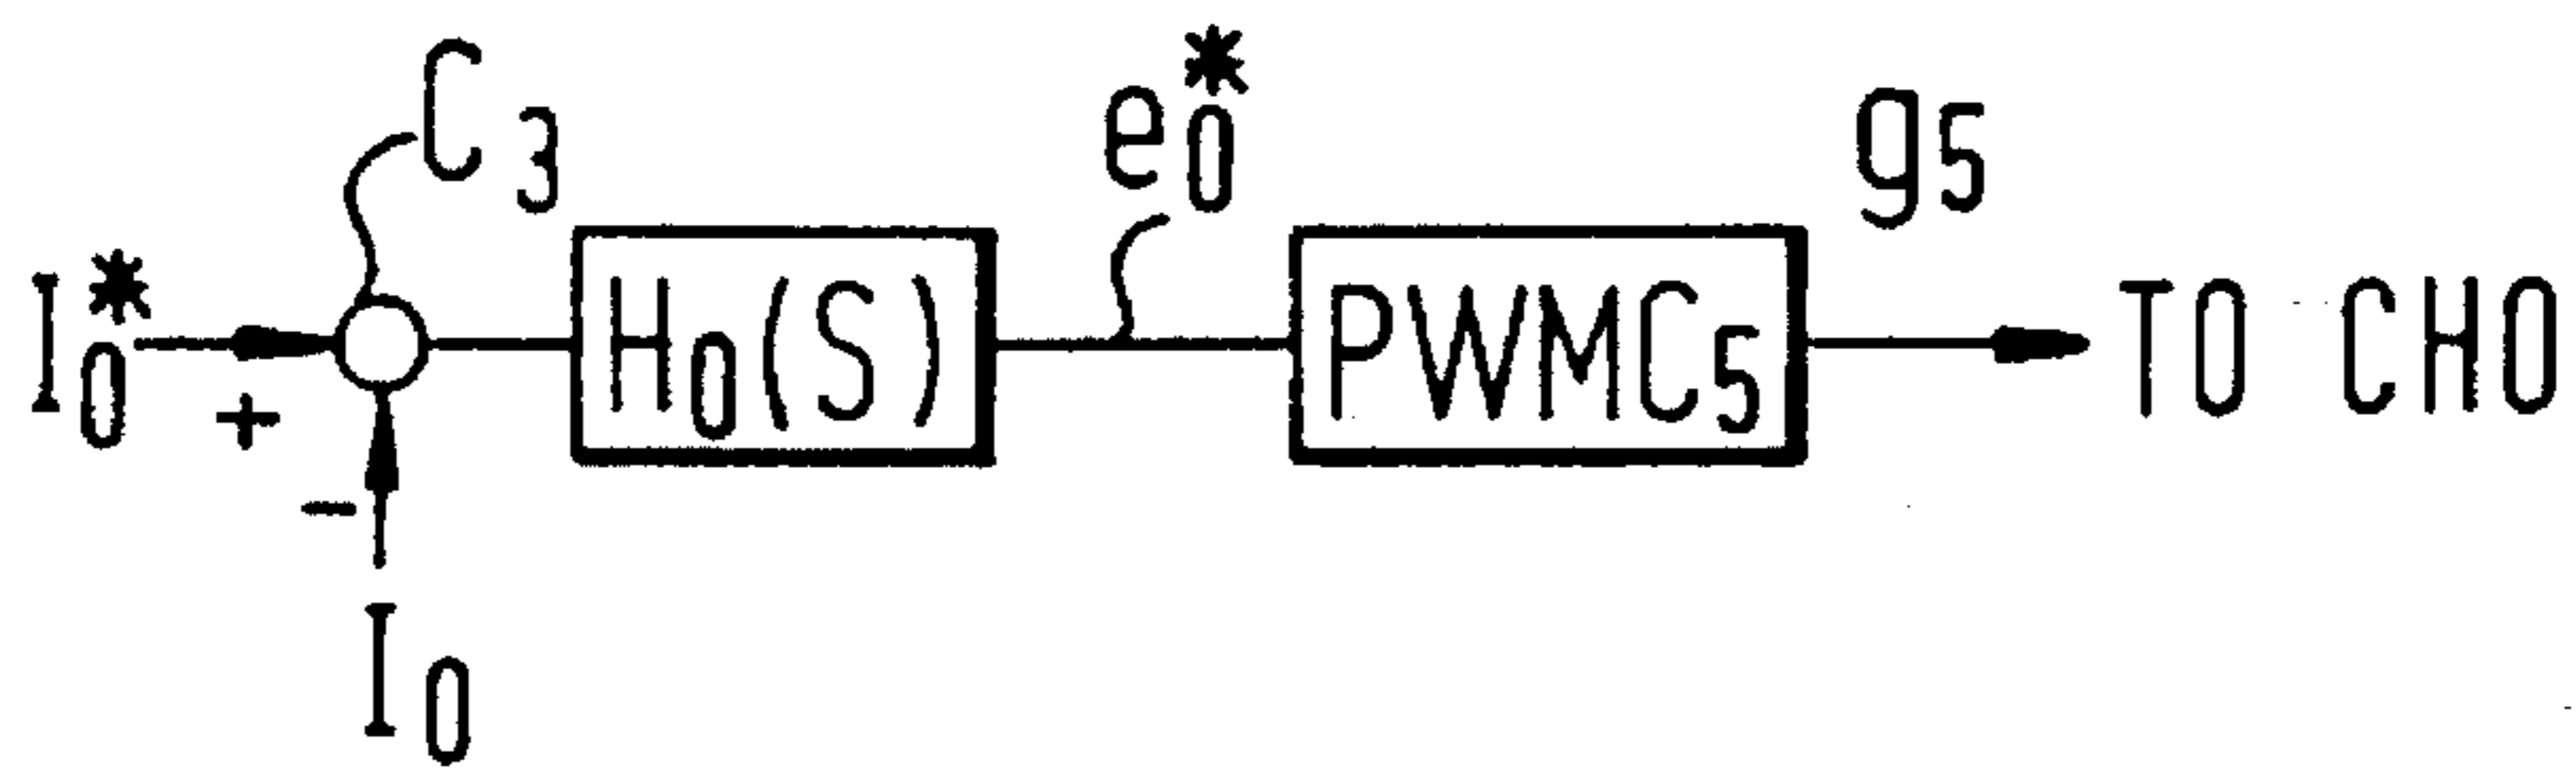 C3
e0*
g5
I0*
+
H0(S)
PWMC5
TO CHO
-
I0